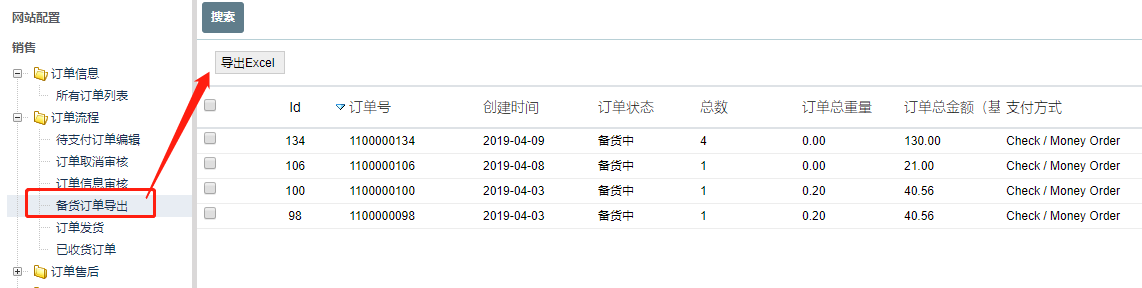 网站配置
销售
订单信息
所有订单列表
订单流程
待支付订单编辑
订单取消审核
订单信息审核
备货订单导出
订单发货
已收货订单
订单售后
搜索
导出Excel
Id 订单号 创建时间 订单状态 总数 订单总重量 订单总金额（基 支付方式
134 1100000134 2019-04-09 备货中 4 0.00 130.00 Check / Money Order
106 1100000106 2019-04-08 备货中 1 0.00 21.00 Check / Money Order
100 1100000100 2019-04-03 备货中 1 0.20 40.56 Check / Money Order
98 1100000098 2019-04-03 备货中 1 0.20 40.56 Check / Money Order